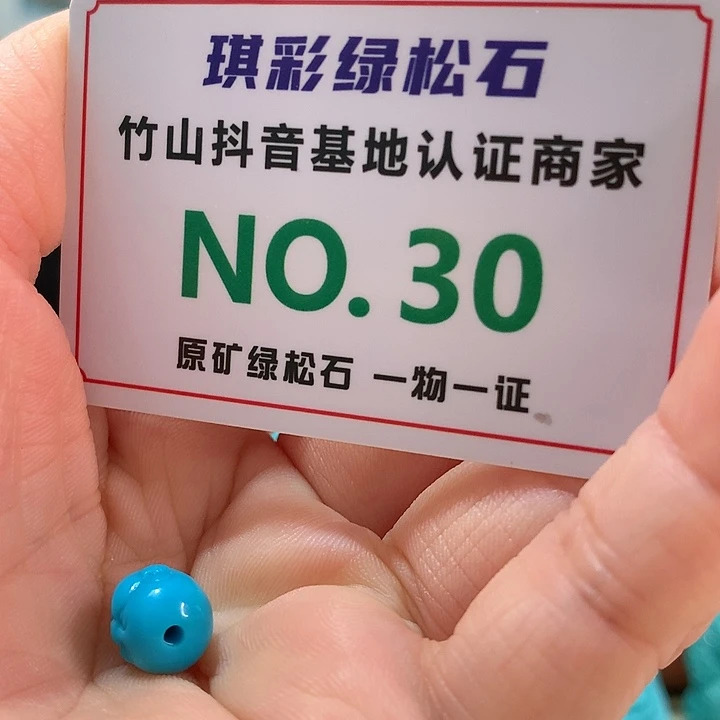 琪彩绿松石
竹山抖音基地认证商家
NO.30
原矿绿松石 一物一证